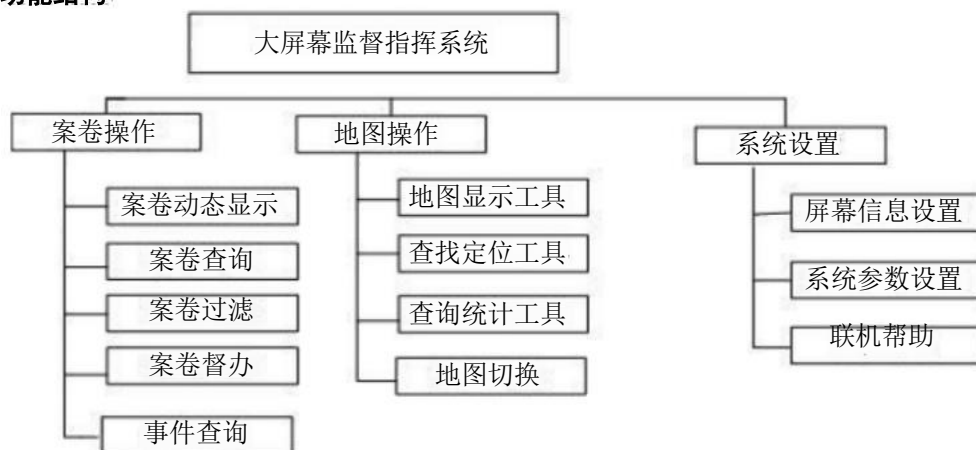 功能结构
大屏幕监督指挥系统
案卷操作
地图操作
系统设置
案卷动态显示
案卷查询
案卷过滤
案卷督办
事件查询
地图显示工具
查找定位工具
查询统计工具
地图切换
屏幕信息设置
系统参数设置
联机帮助